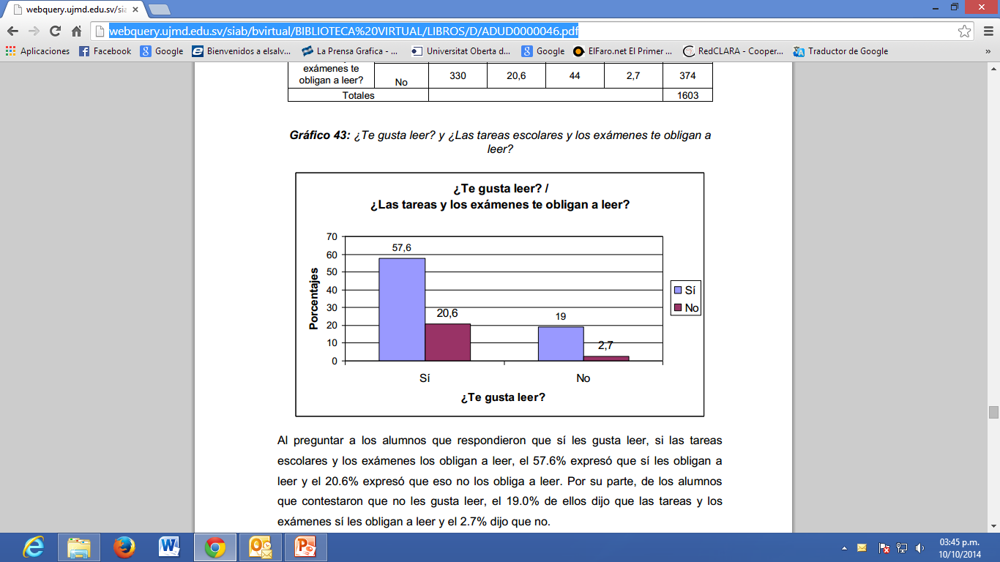 webquery.ujmd.edu.sv/sia
webquery.ujmd.edu.sv/siab/bvirtual/BIBLIOTECA%20VIRTUAL/LIBROS/D/ADUD0000046.pdf
Aplicaciones Facebook Google Bienvenidos a elsalv... La Prensa Grafica - ... Universitat Oberta d... Google ElFaro.net El Primer ... RedCLARA - Cooper... Traductor de Google »
exámenes te
obligan a leer?
No 330 20,6 44 2,7 374
Totales 1603
Gráfico 43: ¿Te gusta leer? y ¿Las tareas escolares y los exámenes te obligan a
leer?
¿Te gusta leer? /
¿Las tareas y los exámenes te obligan a leer?
Porcentajes
70
60
50
40
30
20
10
0
57,6
20,6
19
2,7
Sí
No
Sí No
¿Te gusta leer?
Al preguntar a los alumnos que respondieron que sí les gusta leer, si las tareas
escolares y los exámenes los obligan a leer, el 57.6% expresó que sí les obligan a
leer y el 20.6% expresó que eso no los obliga a leer. Por su parte, de los alumnos
que contestaron que no les gusta leer, el 19.0% de ellos dijo que las tareas y los
exámenes sí les obligan a leer y el 2.7% dijo que no.
03:45 p.m.
10/10/2014